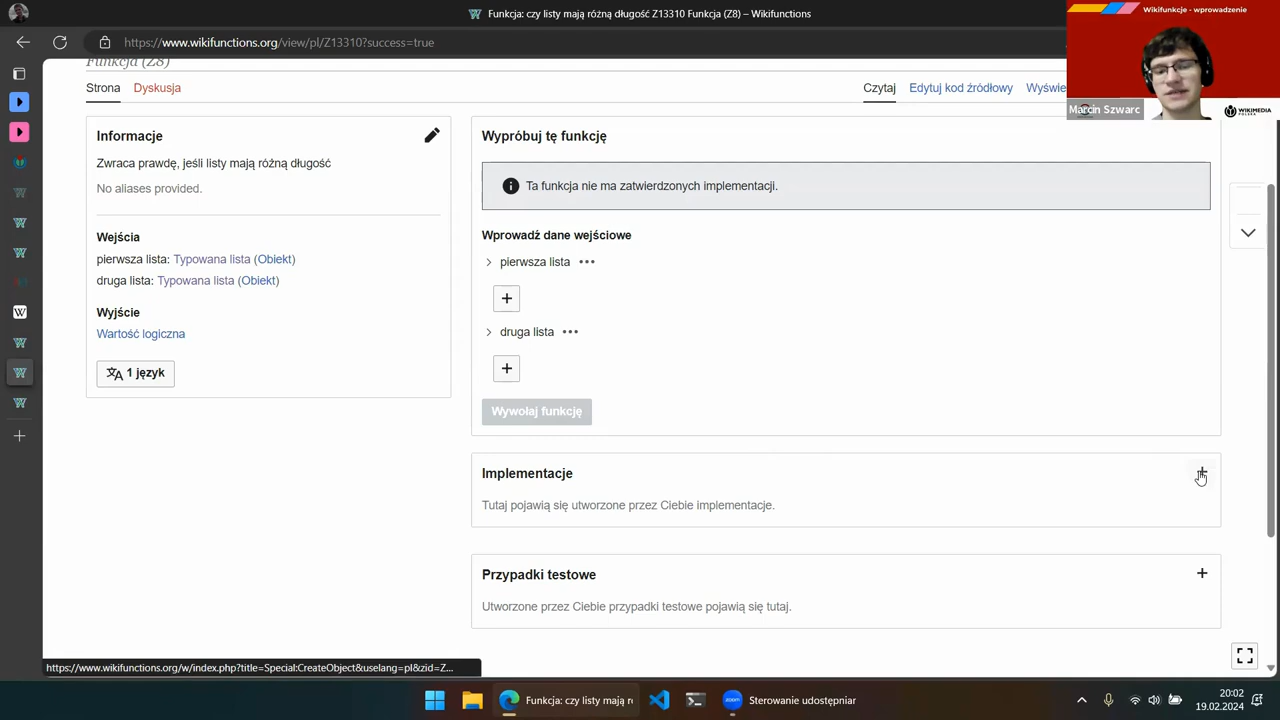 Funkcja: czy listy mają różną długość Z13310 Funkcja (Z8) – Wikifunctions
https://www.wikifunctions.org/view/pl/Z13310?success=true
Wikifunkcje - wprowadzenie
Marcin Szwarc
WIKIMEDIA
POLSKA
Funkcja (Z8)
Strona
Dyskusja
Czytaj
Edytuj kod źródłowy
Wyświe
Informacje
Zwraca prawdę, jeśli listy mają różną długość
No aliases provided.
Wejścia
pierwsza lista: Typowana lista (Obiekt)
druga lista: Typowana lista (Obiekt)
Wyjście
Wartość logiczna
1 język
Wypróbuj tę funkcję
Ta funkcja nie ma zatwierdzonych implementacji.
Wprowadź dane wejściowe
pierwsza lista
druga lista
Wywołaj funkcję
Implementacje
Tutaj pojawią się utworzone przez Ciebie implementacje.
Przypadki testowe
Utworzone przez Ciebie przypadki testowe pojawią się tutaj.
https://www.wikifunctions.org/w/index.php?title=Special:CreateObject&uselang=pl&zid=Z...
Funkcja: czy listy mają r
zoom
Sterowanie udostępniar
20:02
19.02.2024